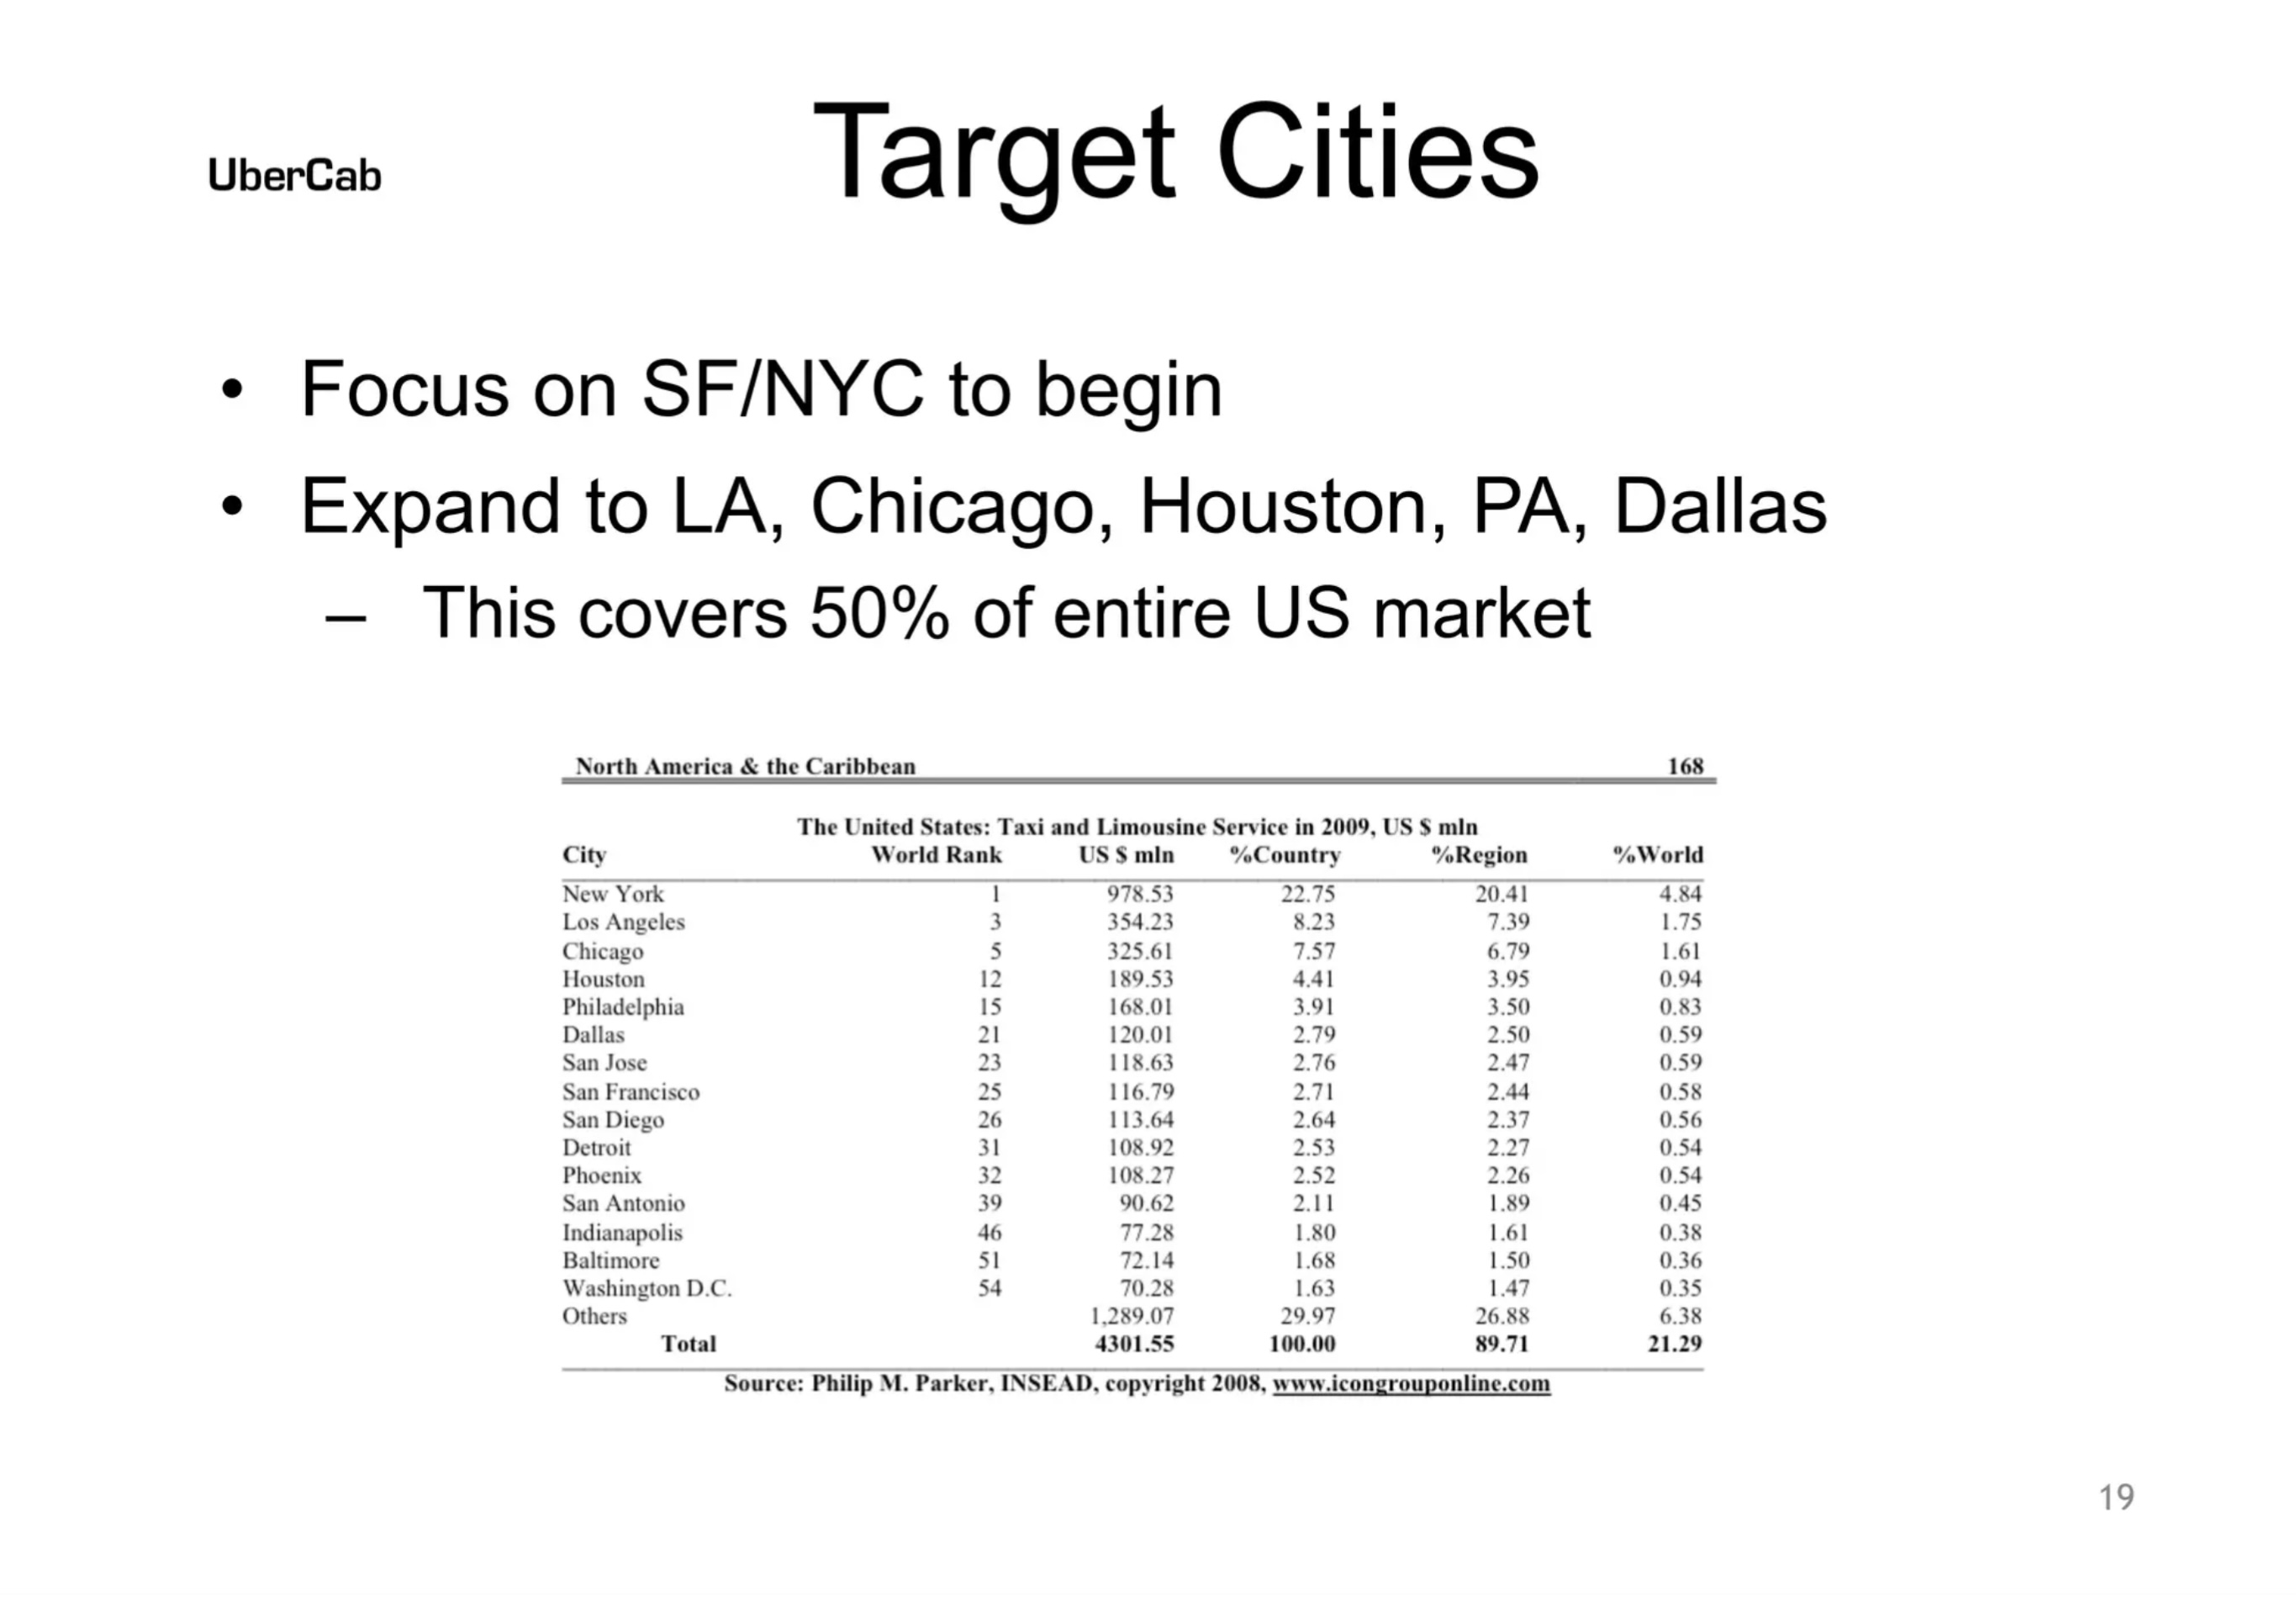 UberCab
Target Cities
• Focus on SF/NYC to begin
• Expand to LA, Chicago, Houston, PA, Dallas
– This covers 50% of entire US market
North America & the Caribbean 168
The United States: Taxi and Limousine Service in 2009, US $ mln
City World Rank US $ mln %Country %Region %World
New York 1 978.53 22.75 20.41 4.84
Los Angeles 3 354.23 8.23 7.39 1.75
Chicago 5 325.61 7.57 6.79 1.61
Houston 12 189.53 4.41 3.95 0.94
Philadelphia 15 168.01 3.91 3.50 0.83
Dallas 21 120.01 2.79 2.50 0.59
San Jose 23 118.63 2.76 2.47 0.59
San Francisco 25 116.79 2.71 2.44 0.58
San Diego 26 113.64 2.64 2.37 0.56
Detroit 31 108.92 2.53 2.27 0.54
Phoenix 32 108.27 2.52 2.26 0.54
San Antonio 39 90.62 2.11 1.89 0.45
Indianapolis 46 77.28 1.80 1.61 0.38
Baltimore 51 72.14 1.68 1.50 0.36
Washington D.C. 54 70.28 1.63 1.47 0.35
Others 1,289.07 29.97 26.88 6.38
Total 4301.55 100.00 89.71 21.29
Source: Philip M. Parker, INSEAD, copyright 2008, www.icongrouponline.com
19